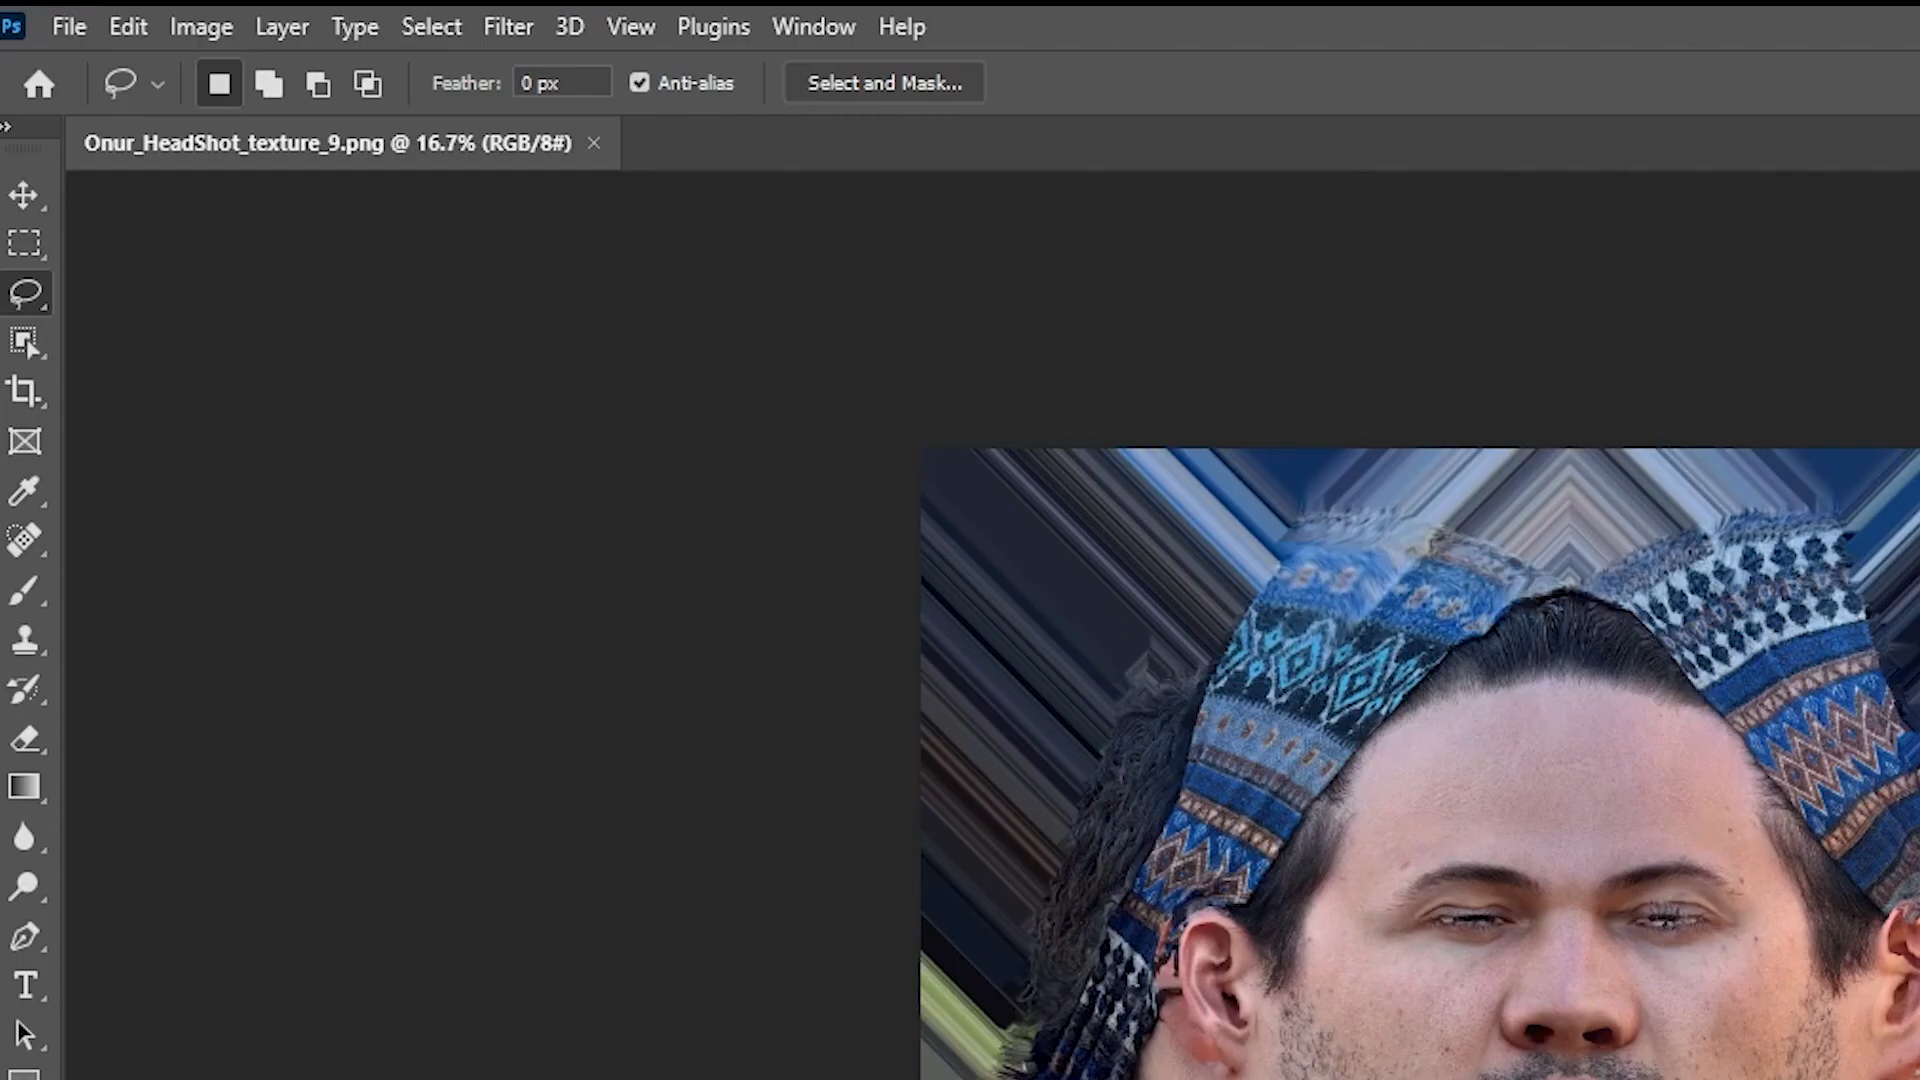 Ps File Edit Image Layer Type Select Filter 3D View Plugins Window Help
Feather: 0 px Anti-alias Select and Mask...
Onur_HeadShot_texture_9.png @ 16.7% (RGB/8#) ×